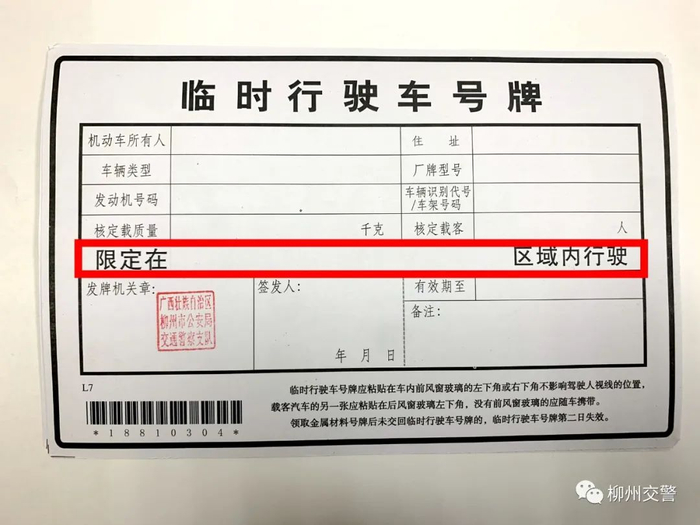 临时行驶车号牌
机动车所有人 住 址
车辆类型 厂牌型号
发动机号码 车辆识别代号/车架号码
核定载质量 千克 核定载客 人
限定在 区域内行驶
发牌机关章: 签发人: 有效期至
广西壮族自治区
柳州市公安局
交通警察支队
备注:
年 月 日
L7
*18810304*
临时行驶车号牌应粘贴在车内前风窗玻璃的左下角或右下角不影响驾驶人视线的位置,
载客汽车的另一张应粘贴在后风窗玻璃左下角,没有前风窗玻璃的应随车携带。
领取金属材料号牌后未交回临时行驶车号牌的,临时行驶车号牌第二日失效。
柳州交警